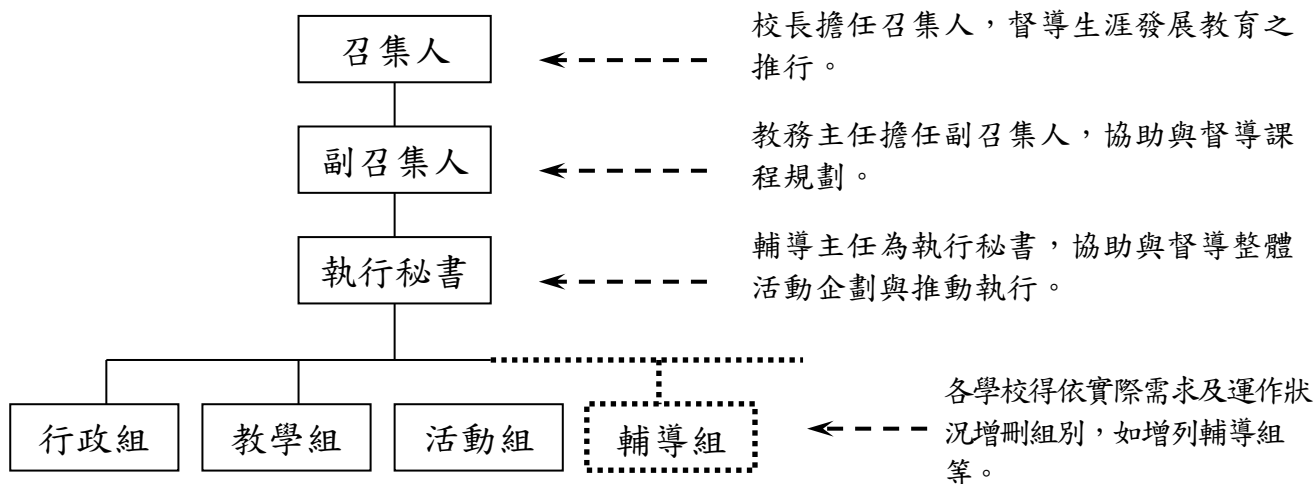 召集人
校長擔任召集人，督導生涯發展教育之
推行。
副召集人
教務主任擔任副召集人，協助與督導課
程規劃。
執行秘書
輔導主任為執行秘書，協助與督導整體
活動企劃與推動執行。
行政組
教學組
活動組
輔導組
各學校得依實際需求及運作狀
況增刪組別，如增列輔導組
等。